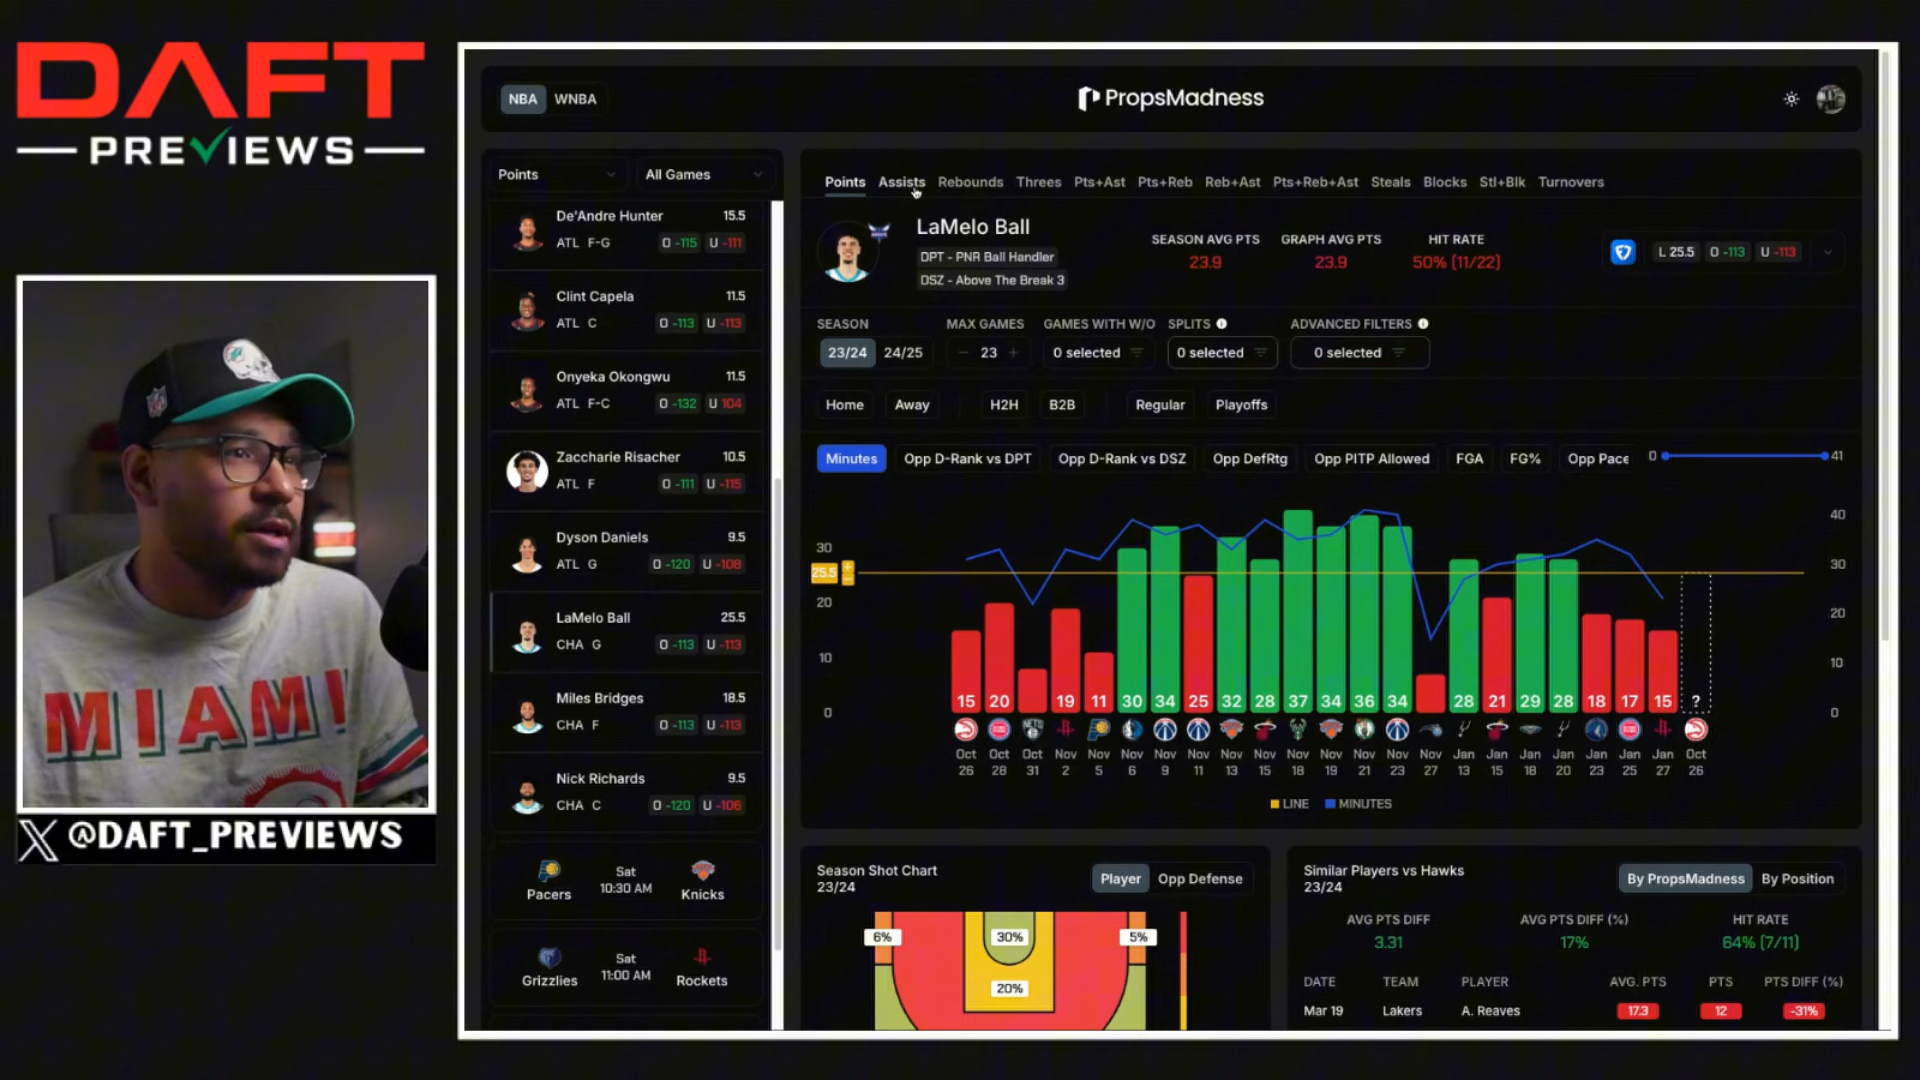 DAFT
PREVIEWS
MIAMI
@DAFT_PREVIEWS
NBA
WNBA
PropsMadness
Points
All Games
De'Andre Hunter 15.5
ATL F-G O -115 U -111
Clint Capela 11.5
ATL C O -113 U -113
Onyeka Okongwu 11.5
ATL F-C O -132 U 104
Zaccharie Risacher 10.5
ATL F O -111 U -115
Dyson Daniels 9.5
ATL G O -120 U -108
LaMelo Ball 25.5
CHA G O -113 U -113
Miles Bridges 18.5
CHA F O -113 U -113
Nick Richards 9.5
CHA C O -120 U -106
Pacers Sat 10:30 AM Knicks
Grizzlies Sat 11:00 AM Rockets
Points Assists Rebounds Threes Pts+Ast Pts+Reb Reb+Ast Pts+Reb+Ast Steals Blocks Stl+Blk Turnovers
LaMelo Ball
DPT - PNR Ball Handler
DSZ - Above The Break 3
SEASON AVG PTS GRAPH AVG PTS HIT RATE
23.9 23.9 50% (11/22)
L 25.5 O -113 U -113
SEASON MAX GAMES GAMES WITH W/O SPLITS ADVANCED FILTERS
23/24 24/25 − 23 + 0 selected 0 selected 0 selected
Home Away H2H B2B Regular Playoffs
Minutes Opp D-Rank vs DPT Opp D-Rank vs DSZ Opp DefRtg Opp PITP Allowed FGA FG% Opp Pace 0 41
30 25.5 + − 20 10 0
40 30 20 10 0
15 20 19 11 30 34 25 32 28 37 34 36 34 28 21 29 28 18 17 15 ?
NETS
Oct Oct Oct Nov Nov Nov Nov Nov Nov Nov Nov Nov Nov Nov Nov Jan Jan Jan Jan Jan Jan Jan Oct
26 28 31 2 5 6 9 11 13 15 18 19 21 23 27 13 15 18 20 23 25 27 26
LINE MINUTES
Season Shot Chart
23/24
Player Opp Defense
6% 30% 5%
20%
Similar Players vs Hawks
23/24
By PropsMadness By Position
AVG PTS DIFF AVG PTS DIFF (%) HIT RATE
3.31 17% 64% (7/11)
DATE TEAM PLAYER AVG. PTS PTS PTS DIFF (%)
Mar 19 Lakers A. Reaves 17.3 12 -31%